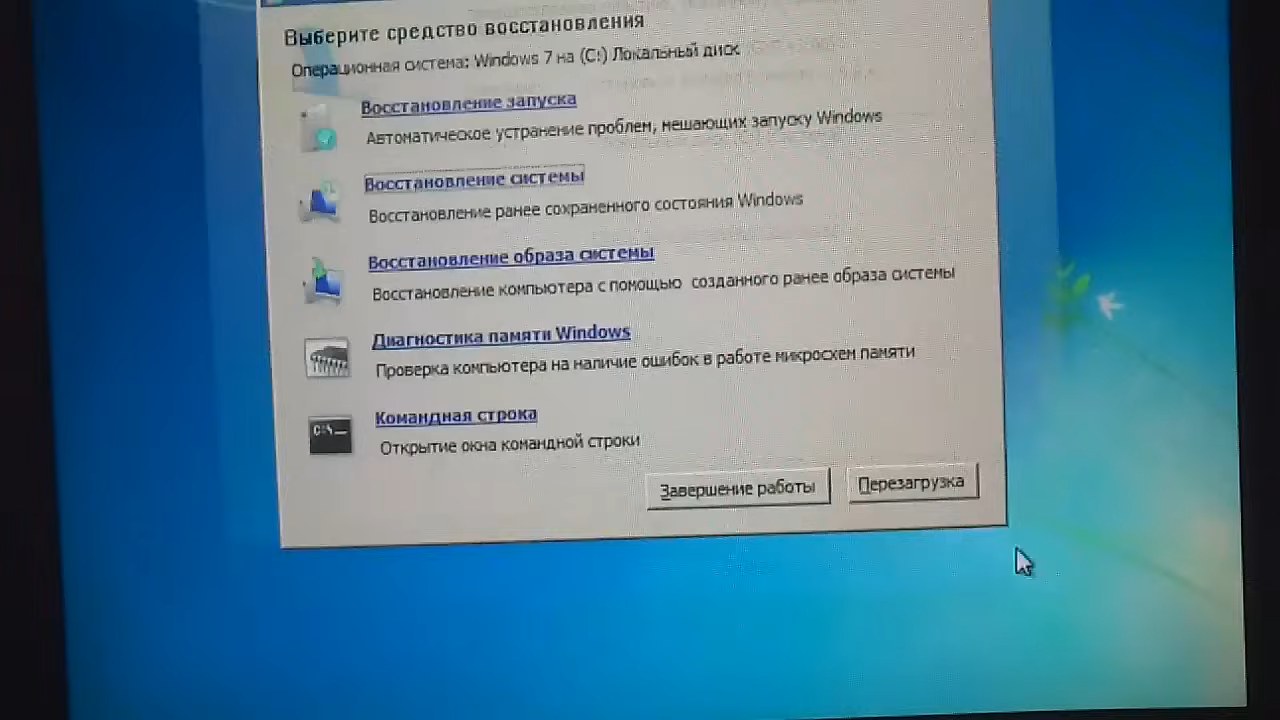 Выберите средство восстановления
Операционная система: Windows 7 на (C:) Локальный диск
Восстановление запуска
Автоматическое устранение проблем, мешающих запуску Windows
Восстановление системы
Восстановление ранее сохраненного состояния Windows
Восстановление образа системы
Восстановление компьютера с помощью созданного ранее образа системы
Диагностика памяти Windows
Проверка компьютера на наличие ошибок в работе микросхем памяти
C:\
Командная строка
Открытие окна командной строки
Завершение работы
Перезагрузка